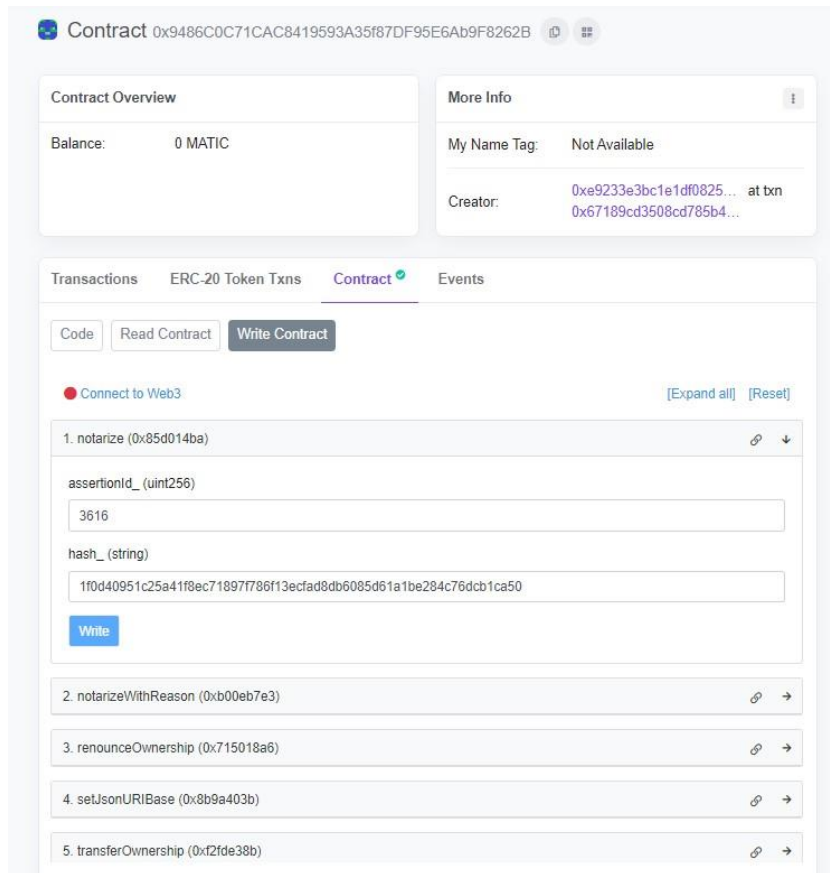 Contract 0x9486C0C71CAC8419593A35f87DF95E6Ab9F8262B
Contract Overview
Balance: 0 MATIC
More Info
My Name Tag: Not Available
Creator: 0xe9233e3bc1e1df0825... at txn
0x67189cd3508cd785b4...
Transactions ERC-20 Token Txns Contract Events
Code Read Contract Write Contract
Connect to Web3 [Expand all] [Reset]
1. notarize (0x85d014ba)
assertionId_ (uint256)
3616
hash_ (string)
1f0d40951c25a41f8ec71897f786f13ecfad8db6085d61a1be284c76dcb1ca50
Write
2. notarizeWithReason (0xb00eb7e3)
3. renounceOwnership (0x715018a6)
4. setJsonURIBase (0x8b9a403b)
5. transferOwnership (0xf2fde38b)